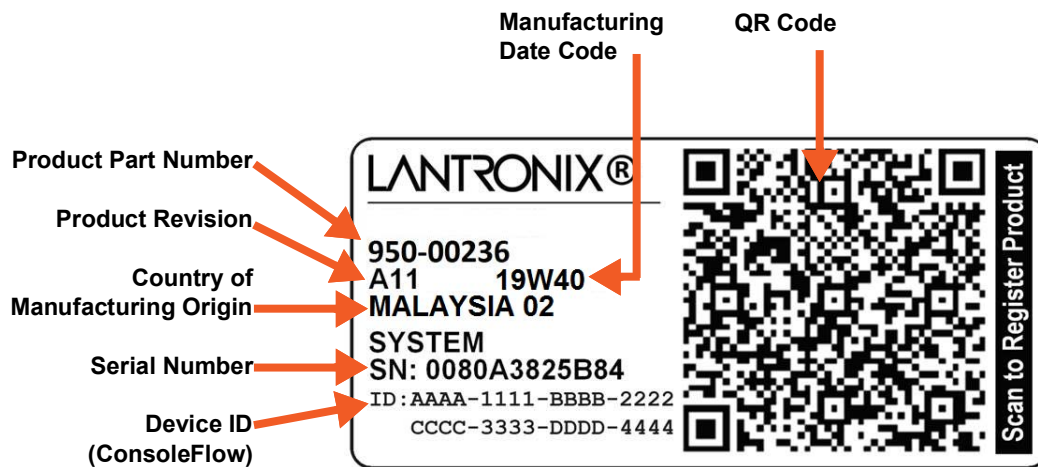 Manufacturing
Date Code
QR Code
Product Part Number
Product Revision
Country of
Manufacturing Origin
Serial Number
Device ID
(ConsoleFlow)
LANTRONIX®
950-00236
A11 19W40
MALAYSIA 02
SYSTEM
SN: 0080A3825B84
ID:AAAA-1111-BBBB-2222
CCCC-3333-DDDD-4444
Scan to Register Product